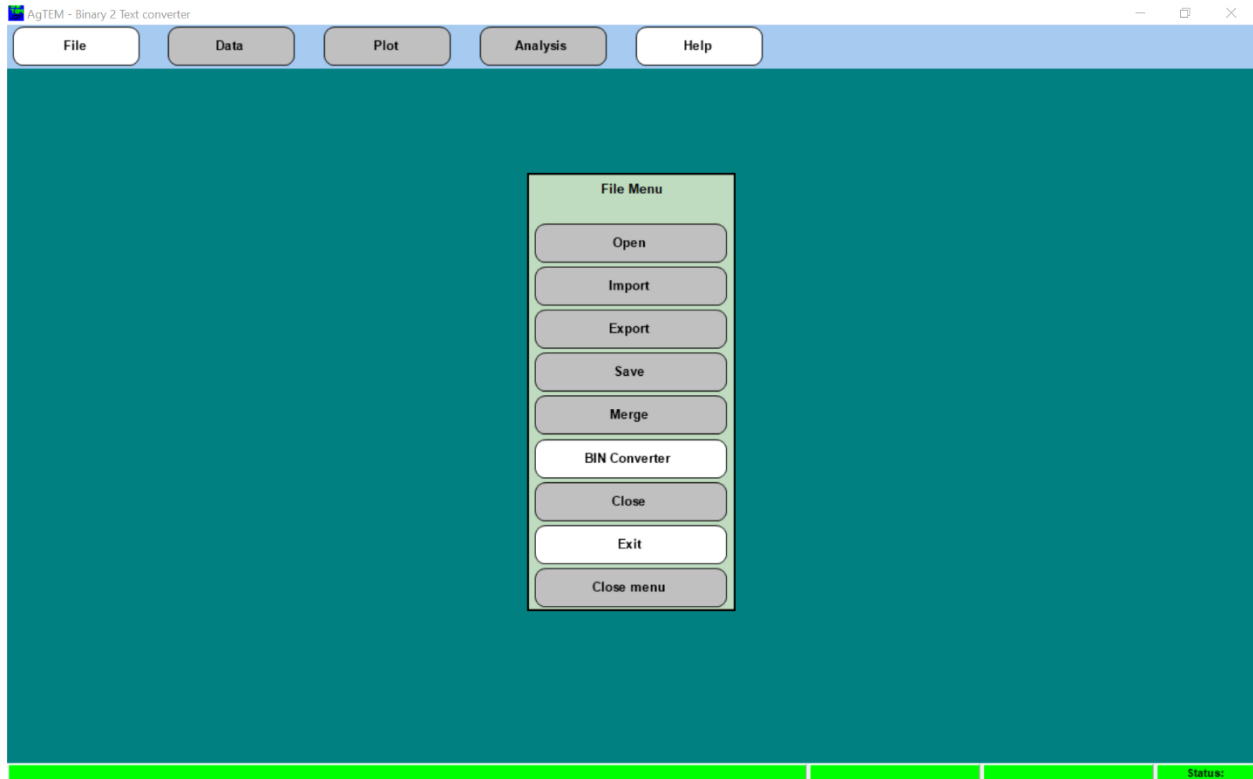 AgTEM - Binary 2 Text converter
File Data Plot Analysis Help
File Menu
Open
Import
Export
Save
Merge
BIN Converter
Close
Exit
Close menu
Status: